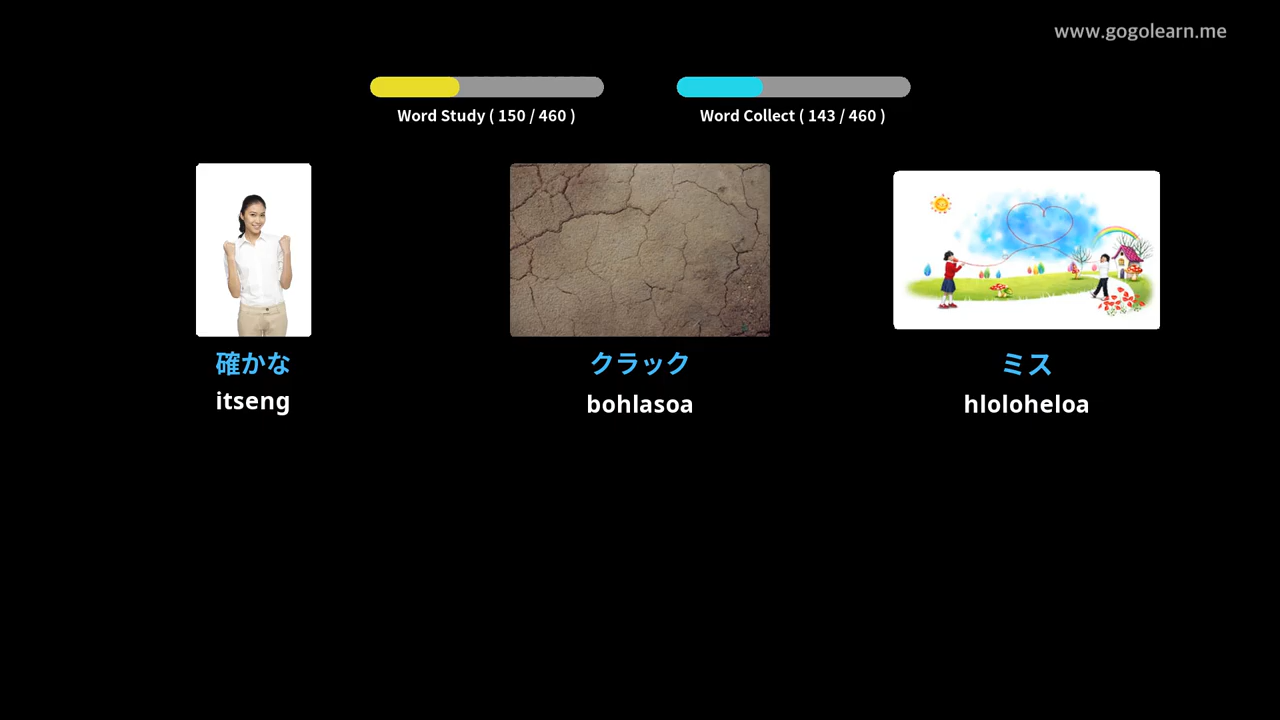 www.gogolearn.me
Word Study ( 150 / 460 )
Word Collect ( 143 / 460 )
確かな
itseng
クラック
bohlasoa
ミス
hloloheloa